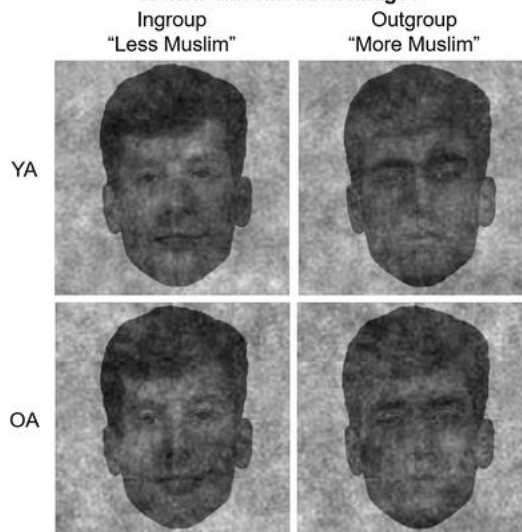 Ingroup
"Less Muslim"
Outgroup
"More Muslim"
YA
OA